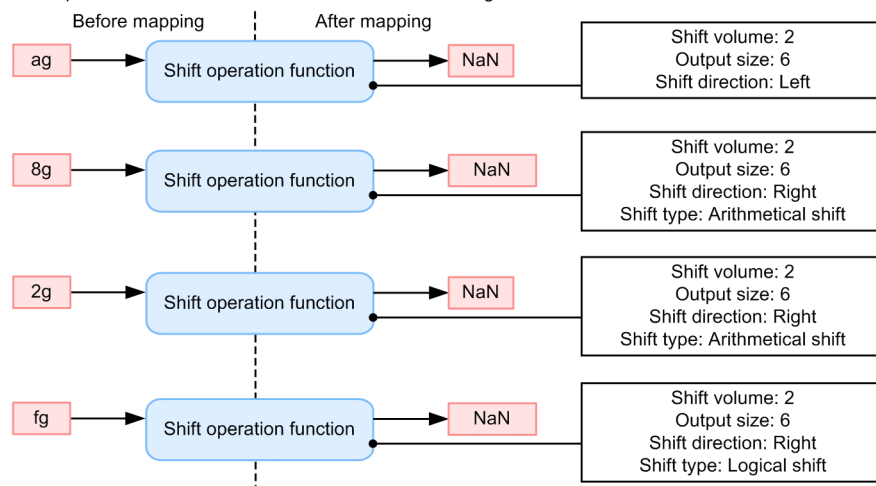 Before mapping
After mapping
ag
Shift operation function
NaN
Shift volume: 2
Output size: 6
Shift direction: Left
8g
Shift operation function
NaN
Shift volume: 2
Output size: 6
Shift direction: Right
Shift type: Arithmetical shift
2g
Shift operation function
NaN
Shift volume: 2
Output size: 6
Shift direction: Right
Shift type: Arithmetical shift
fg
Shift operation function
NaN
Shift volume: 2
Output size: 6
Shift direction: Right
Shift type: Logical shift